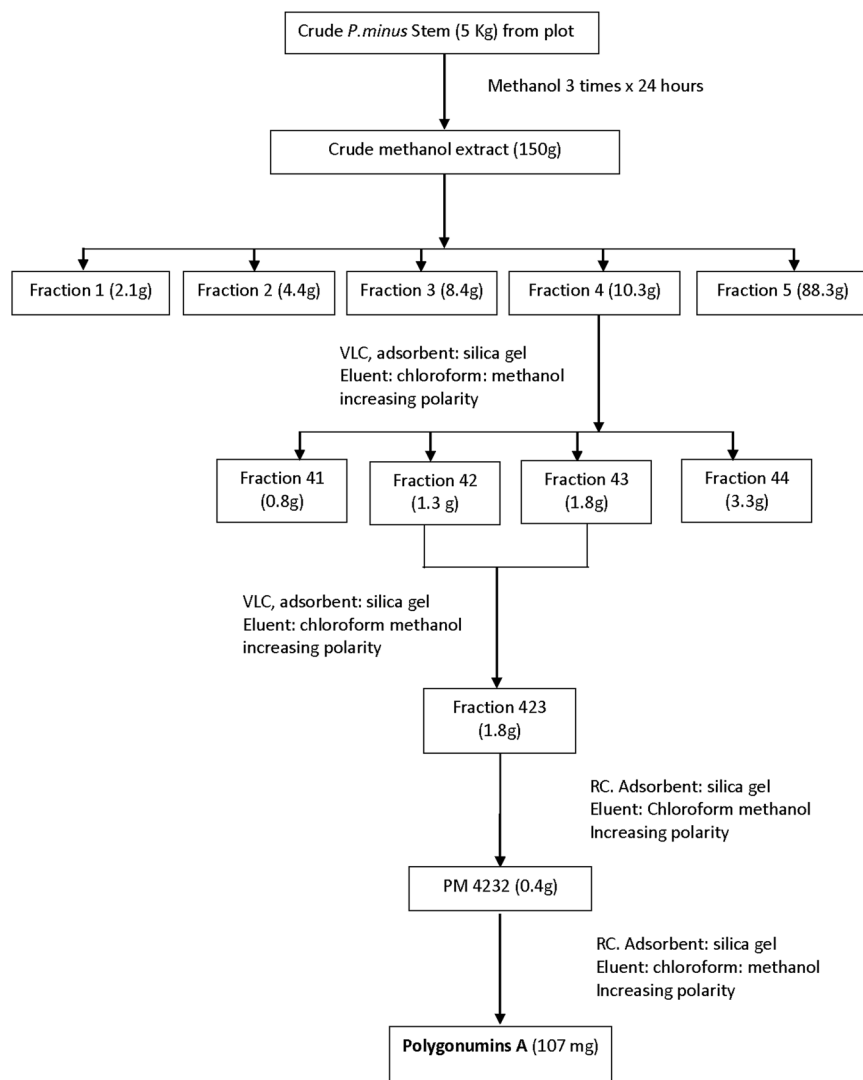 Crude P.minus Stem (5 Kg) from plot
Methanol 3 times x 24 hours
Crude methanol extract (150g)
Fraction 1 (2.1g)
Fraction 2 (4.4g)
Fraction 3 (8.4g)
Fraction 4 (10.3g)
Fraction 5 (88.3g)
VLC, adsorbent: silica gel
Eluent: chloroform: methanol
increasing polarity
Fraction 41
(0.8g)
Fraction 42
(1.3 g)
Fraction 43
(1.8g)
Fraction 44
(3.3g)
VLC, adsorbent: silica gel
Eluent: chloroform methanol
increasing polarity
Fraction 423
(1.8g)
RC. Adsorbent: silica gel
Eluent: Chloroform methanol
Increasing polarity
PM 4232 (0.4g)
RC. Adsorbent: silica gel
Eluent: chloroform: methanol
Increasing polarity
Polygonumins A (107 mg)